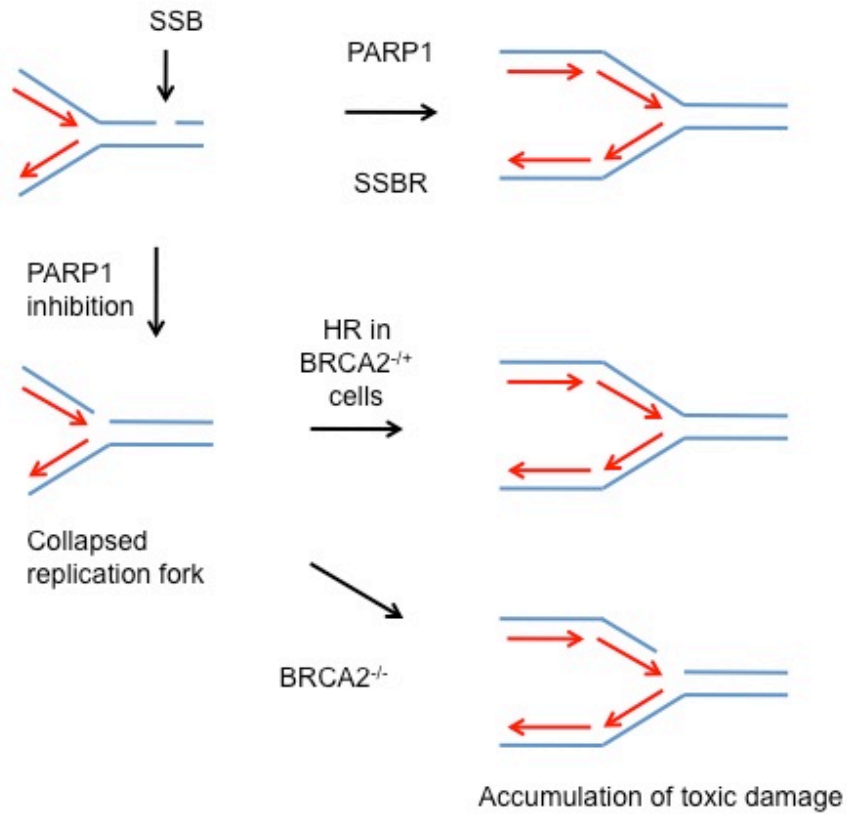 SSB
PARP1
SSBR
PARP1
inhibition
HR in
BRCA2⁻/⁺
cells
Collapsed
replication fork
BRCA2⁻/⁻
Accumulation of toxic damage